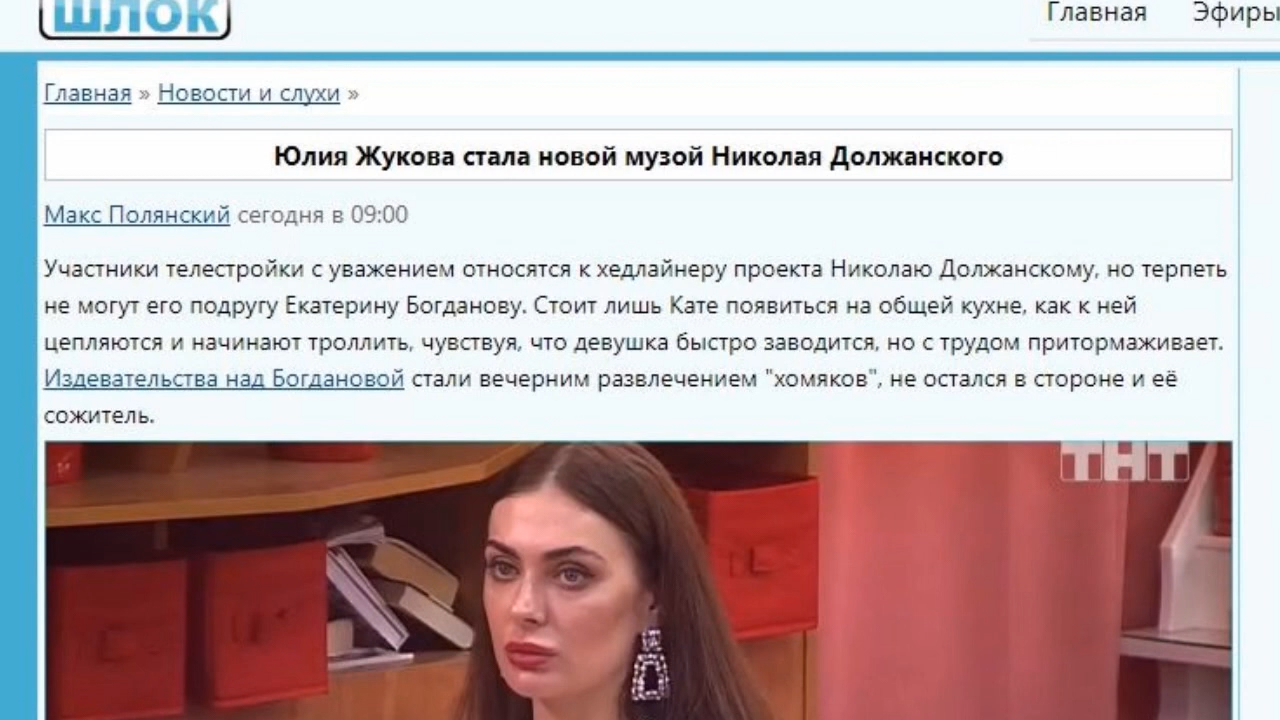 шлок
Главная Эфиры
Главная » Новости и слухи »
Юлия Жукова стала новой музой Николая Должанского
Макс Полянский сегодня в 09:00
Участники телестройки с уважением относятся к хедлайнеру проекта Николаю Должанскому, но терпеть
не могут его подругу Екатерину Богданову. Стоит лишь Кате появиться на общей кухне, как к ней
цепляются и начинают троллить, чувствуя, что девушка быстро заводится, но с трудом притормаживает.
Издевательства над Богдановой стали вечерним развлечением "хомяков", не остался в стороне и её
сожитель.
ТНТ